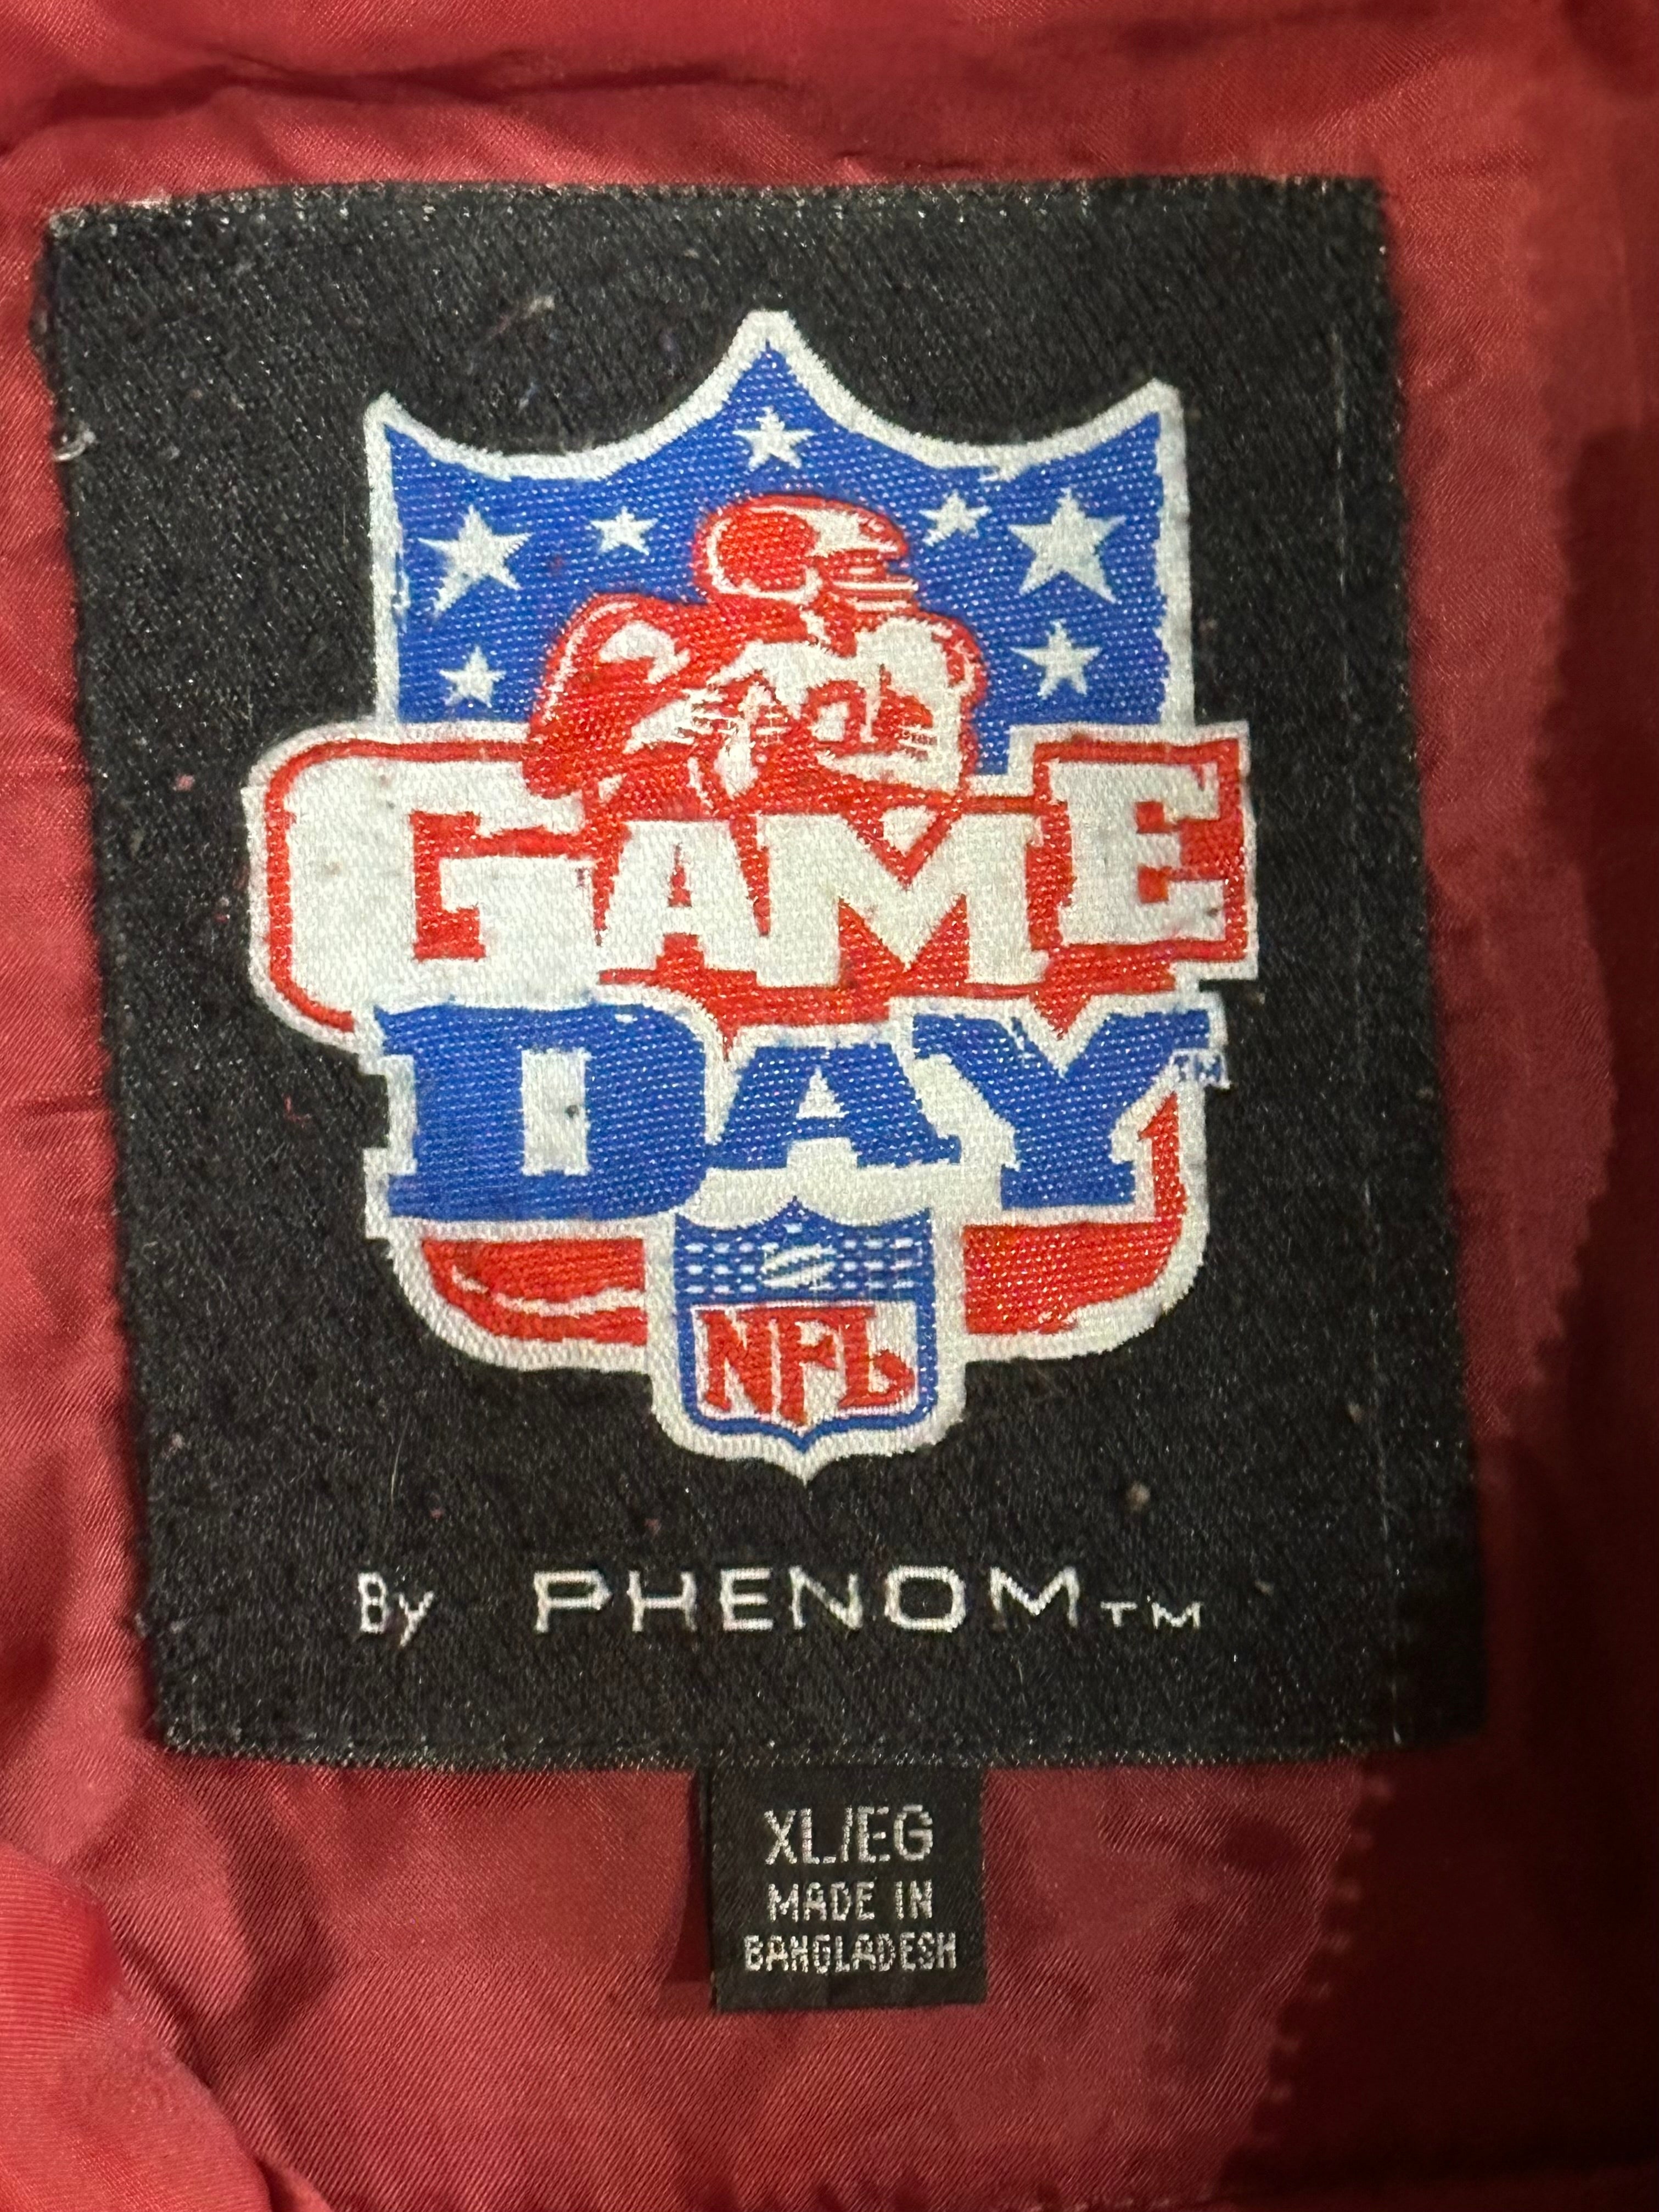 GAME
DAY™
NFL
By PHENOM™
XL/EG
MADE IN
BANGLADESH